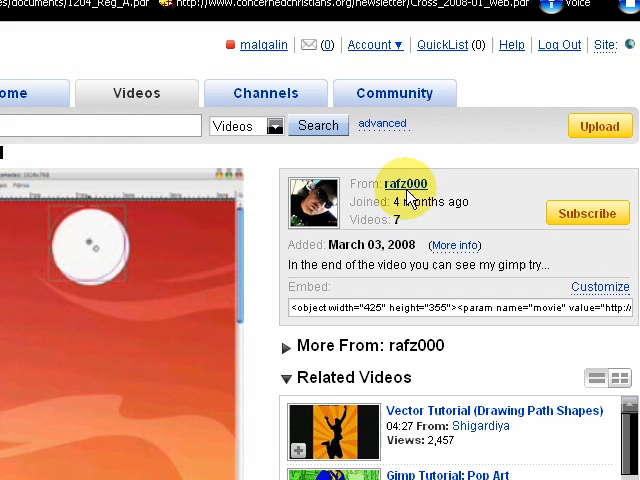 es/documents/1204_Reg_A.pdf http://www.concernedchristians.org/newsletter/Cross_2008-01_web.pdf Voice
malgalin (0) Account ▼ QuickList (0) Help Log Out Site:
ome Videos Channels Community
Videos Search advanced Upload
From: rafz000
Joined: 4 months ago
Videos: 7
Subscribe
Added: March 03, 2008 (More info)
In the end of the video you can see my gimp try...
Embed: Customize
<object width="425" height="355"><param name="movie" value="http://
More From: rafz000
Related Videos
Vector Tutorial (Drawing Path Shapes)
04:27 From: Shigardiya
Views: 2,457
Gimp Tutorial: Pop Art